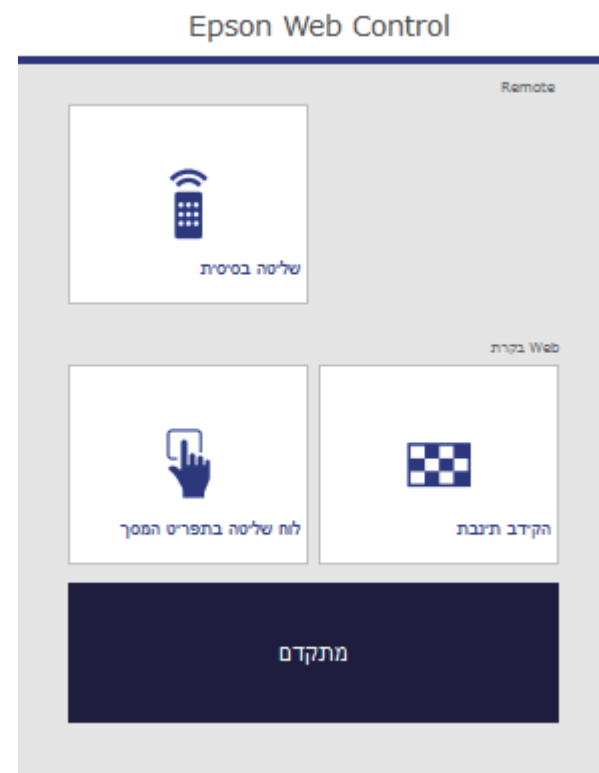 Epson Web Control
Remote
שליטה בסיסית
Web בקרת
הקידב תינבת
לוח שליטה בתפריט המסך
מתקדם